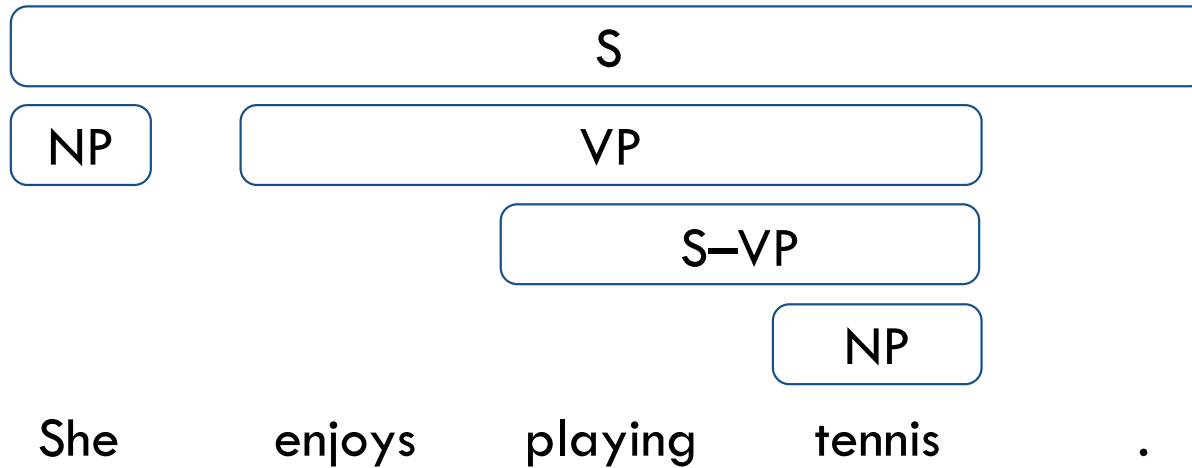 S
NP VP
S–VP
NP
She enjoys playing tennis .